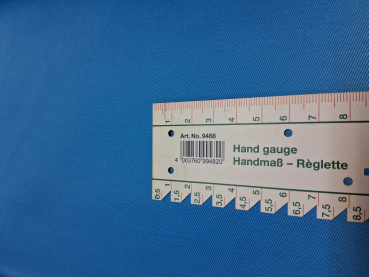 1 2 3 4 5 6 7 8
Art. No. 9466
4 003760 994820
Hand gauge
Handmaß – Règlette
0,5 1 1,5 2 2,5 3 3,5 4 4,5 5 5,5 6 6,5 7 7,5 8 8,5